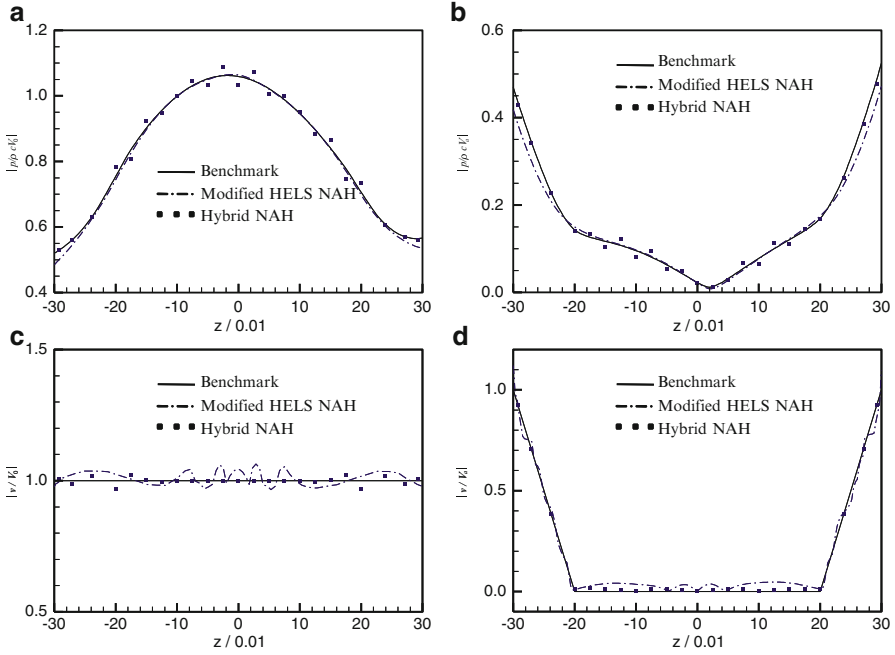 a
1.2
1.0
0.8
0.6
0.4
-30 -20 -10 0 10 20 30
z / 0.01
Benchmark
Modified HELS NAH
Hybrid NAH
b
0.6
0.4
0.2
0.0
-30 -20 -10 0 10 20 30
z / 0.01
Benchmark
Modified HELS NAH
Hybrid NAH
c
1.5
1.0
0.5
-30 -20 -10 0 10 20 30
z / 0.01
|v / V₀|
Benchmark
Modified HELS NAH
Hybrid NAH
d
1.0
0.5
0.0
-30 -20 -10 0 10 20 30
z / 0.01
Benchmark
Modified HELS NAH
Hybrid NAH